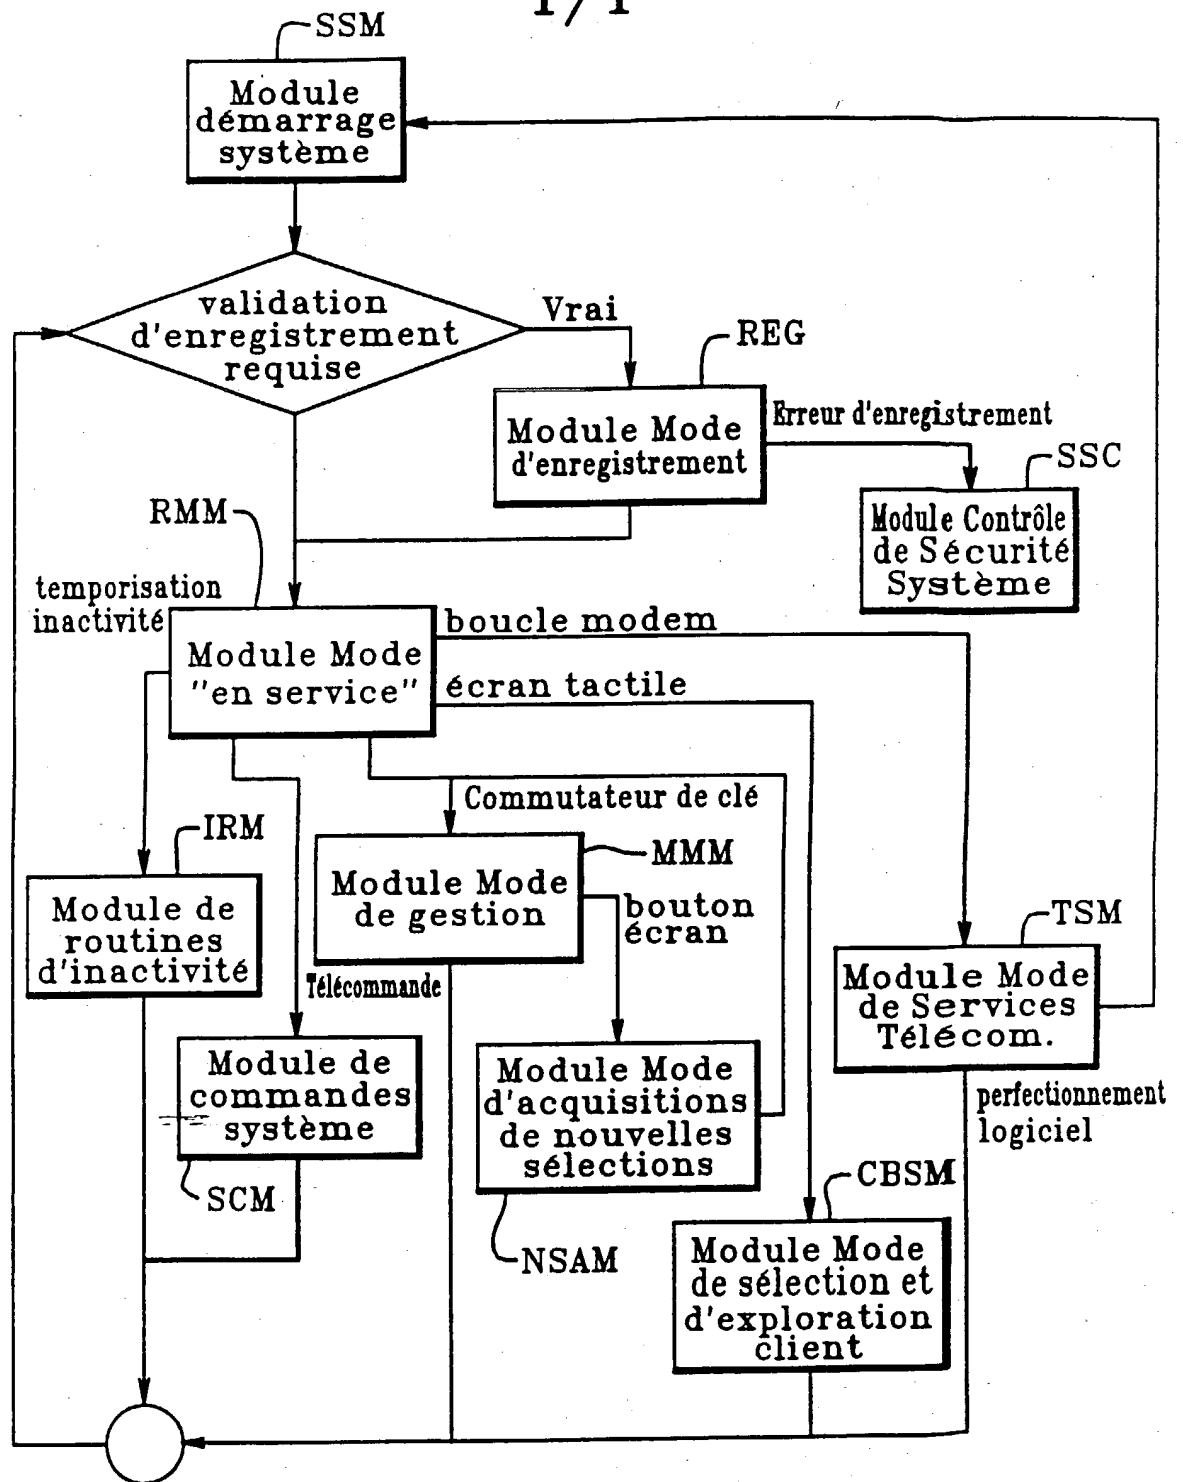 1/1
SSM
Module
démarrage
système
validation
d'enregistrement
requise
Vrai
REG
Module Mode
d'enregistrement
Erreur d'enregistrement
SSC
Module Contrôle
de Sécurité
Système
RMM
temporisation
inactivité
Module Mode
"en service"
boucle modem
écran tactile
Commutateur de clé
IRM
Module de
routines
d'inactivité
MMM
Module Mode
de gestion
bouton
écran
TSM
Module Mode
de Services
Télécom.
Télécommande
Module de
commandes
système
SCM
Module Mode
d'acquisitions
de nouvelles
sélections
NSAM
perfectionnement
logiciel
CBSM
Module Mode
de sélection et
d'exploration
client